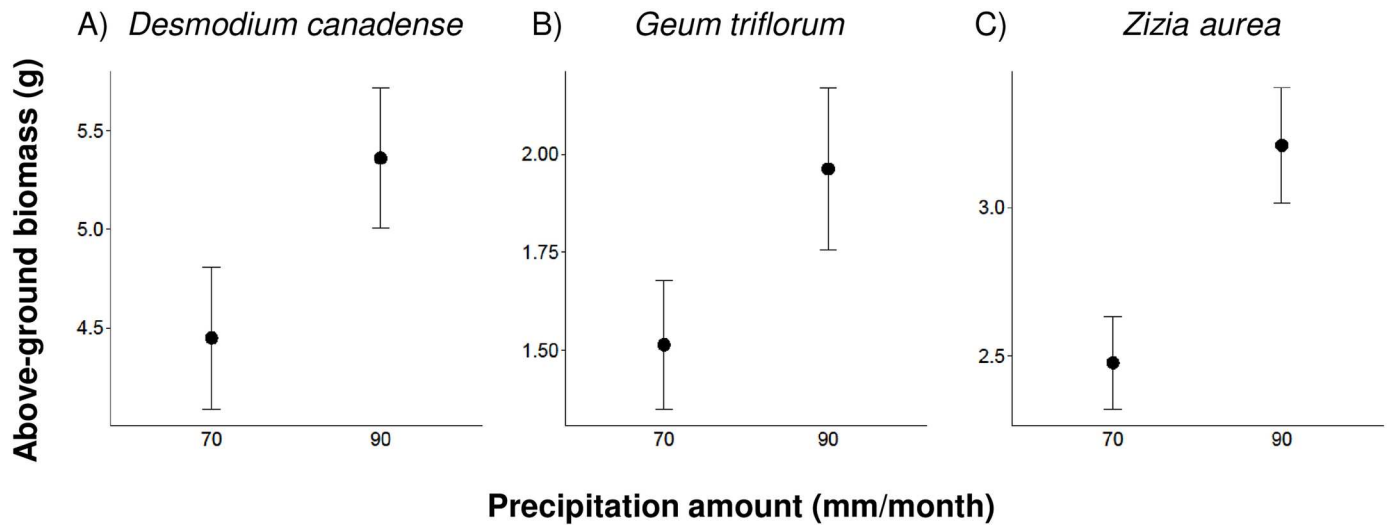 A) Desmodium canadense
B) Geum triflorum
C) Zizia aurea
Above-ground biomass (g)
5.5
5.0
4.5
70 90
2.00
1.75
1.50
70 90
3.0
2.5
70 90
Precipitation amount (mm/month)